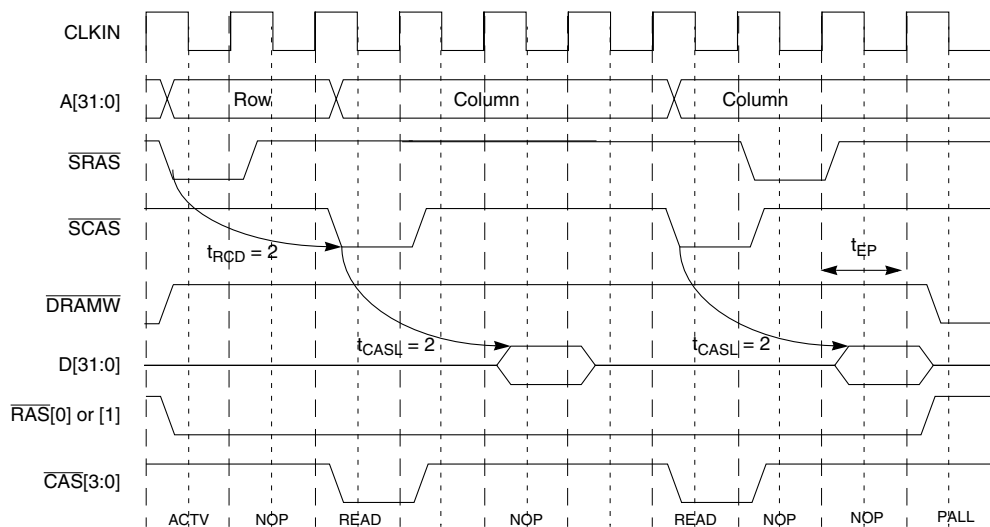 CLKIN
A[31:0] Row Column Column
SRAS
SCAS
tRCD = 2 tEP
DRAMW
tCASL = 2 tCASL = 2
D[31:0]
RAS[0] or [1]
CAS[3:0]
ACTV NOP READ NOP READ NOP NOP PALL